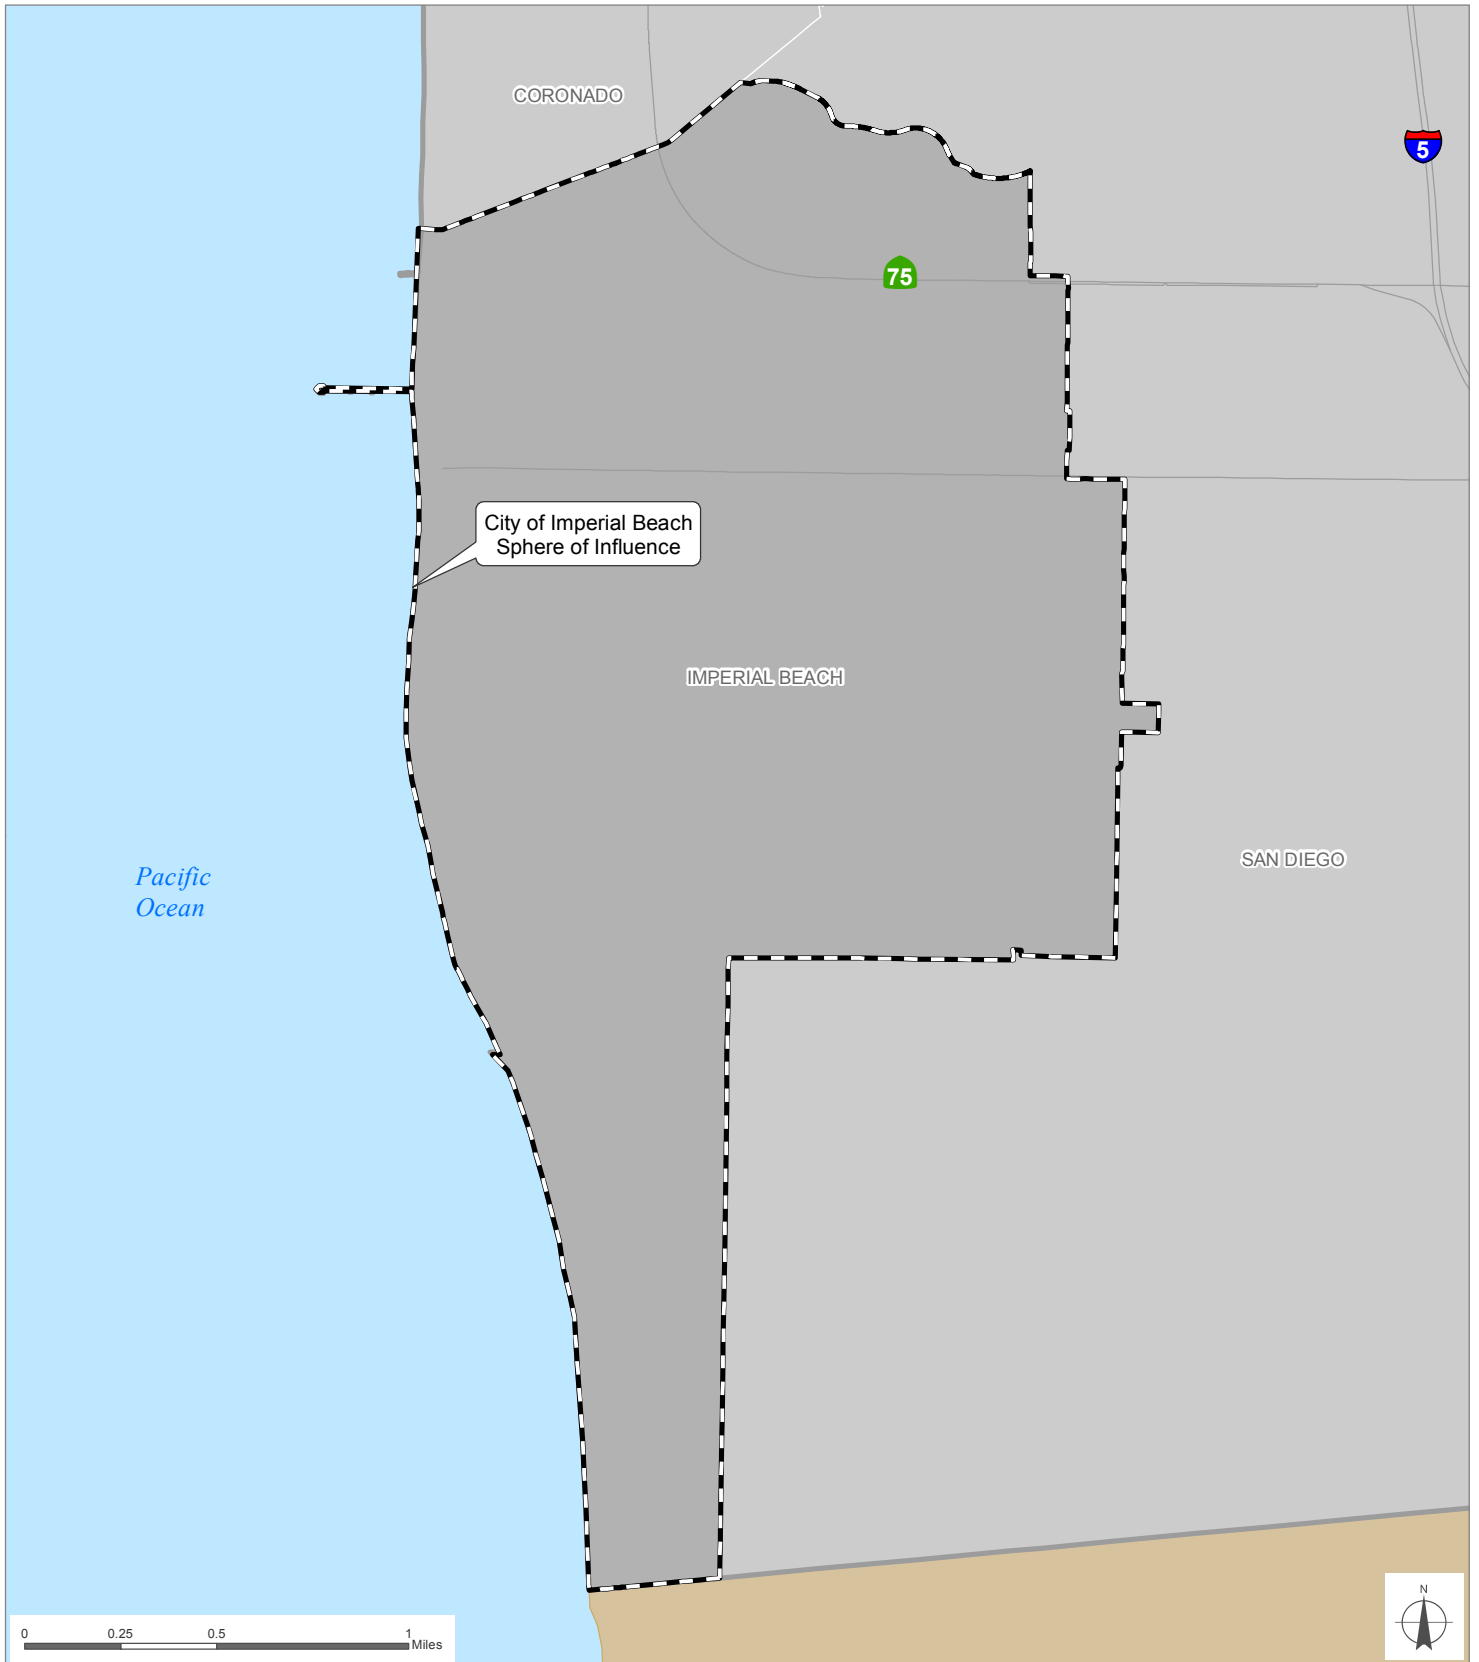 CORONADO
5
75
City of Imperial Beach
Sphere of Influence
IMPERIAL BEACH
SAN DIEGO
Pacific
Ocean
N
0 0.25 0.5 1
Miles